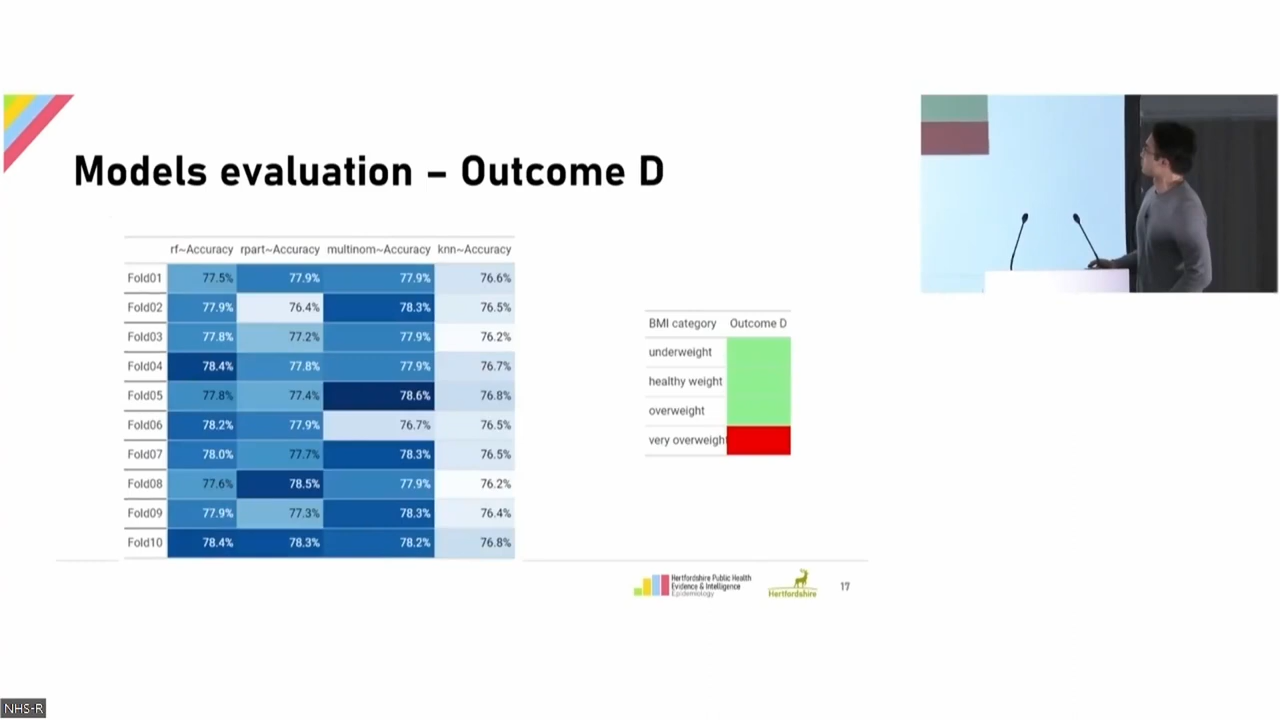 Models evaluation – Outcome D
rf~Accuracy rpart~Accuracy multinom~Accuracy knn~Accuracy
Fold01 77.5% 77.9% 77.9% 76.6%
Fold02 77.9% 76.4% 78.3% 76.5%
Fold03 77.8% 77.2% 77.9% 76.2%
Fold04 78.4% 77.8% 77.9% 76.7%
Fold05 77.8% 77.4% 78.6% 76.8%
Fold06 78.2% 77.9% 76.7% 76.5%
Fold07 78.0% 77.7% 78.3% 76.5%
Fold08 77.6% 78.5% 77.9% 76.2%
Fold09 77.9% 77.3% 78.3% 76.4%
Fold10 78.4% 78.3% 78.2% 76.8%
BMI category Outcome D
underweight
healthy weight
overweight
very overweight
Hertfordshire Public Health
Evidence & Intelligence
Epidemiology
Hertfordshire
17
NHS-R